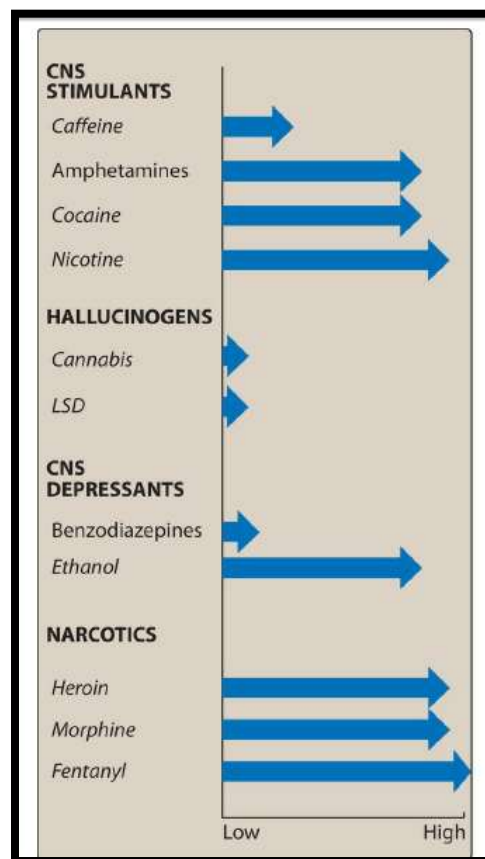 CNS
STIMULANTS
Caffeine
Amphetamines
Cocaine
Nicotine
HALLUCINOGENS
Cannabis
LSD
CNS
DEPRESSANTS
Benzodiazepines
Ethanol
NARCOTICS
Heroin
Morphine
Fentanyl
Low High